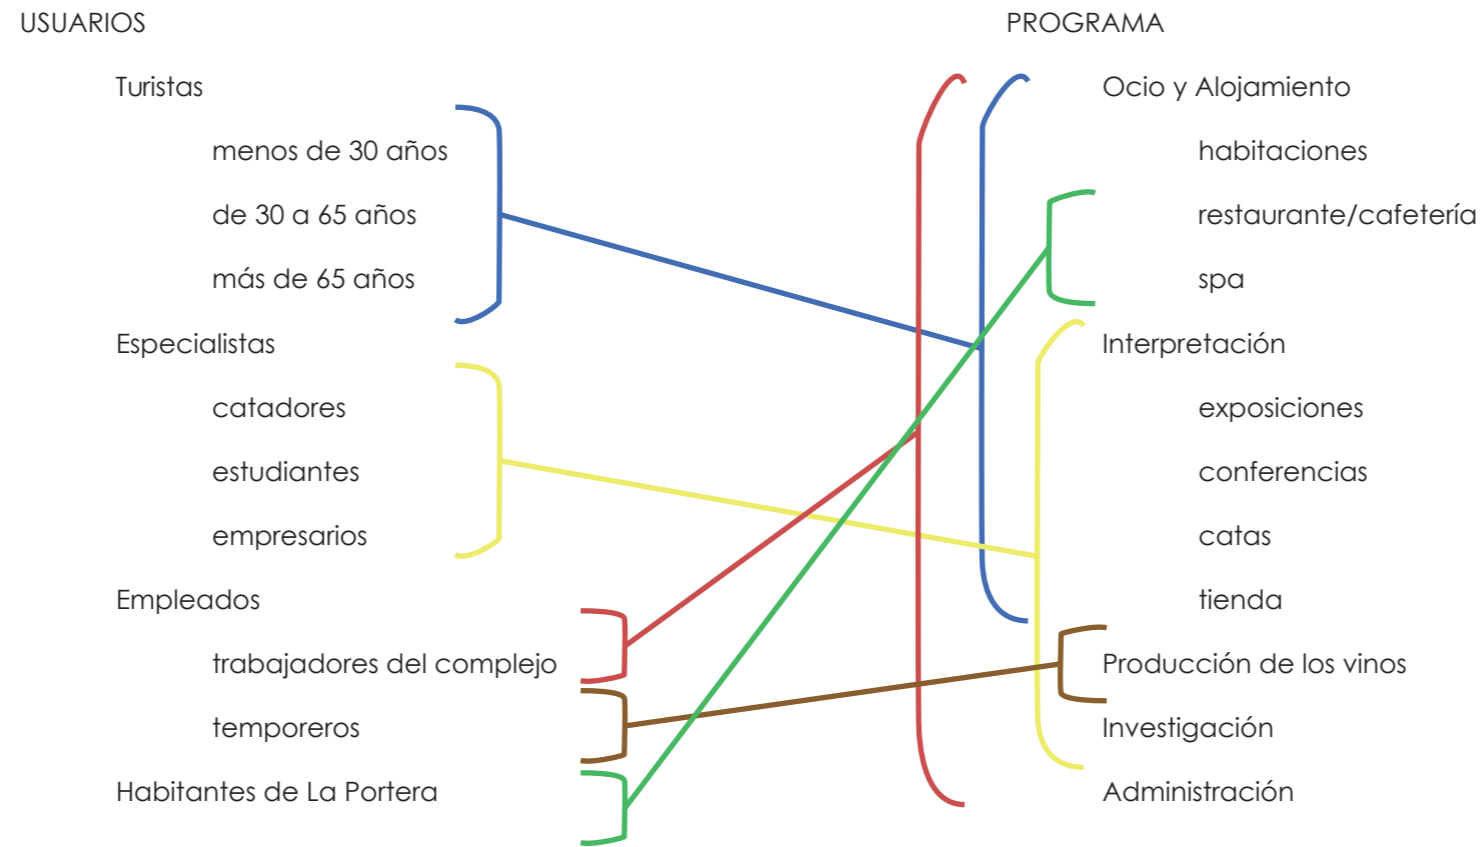 USUARIOS
Turistas
menos de 30 años
de 30 a 65 años
más de 65 años
Especialistas
catadores
estudiantes
empresarios
Empleados
trabajadores del complejo
temporeros
Habitantes de La Portera
PROGRAMA
Ocio y Alojamiento
habitaciones
restaurante/cafetería
spa
Interpretación
exposiciones
conferencias
catas
tienda
Producción de los vinos
Investigación
Administración